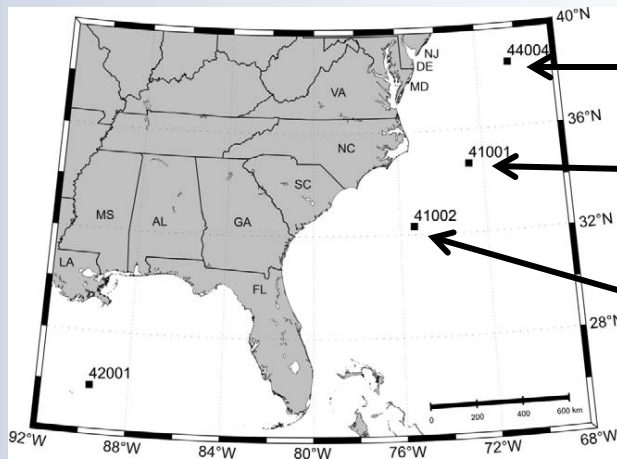 40°N
44004
NJ
DE
MD
VA
36°N
41001
NC
SC
41002
32°N
MS
AL
GA
LA
FL
28°N
42001
0 200 400 600 km
92°W
88°W
84°W
80°W
76°W
72°W
68°W